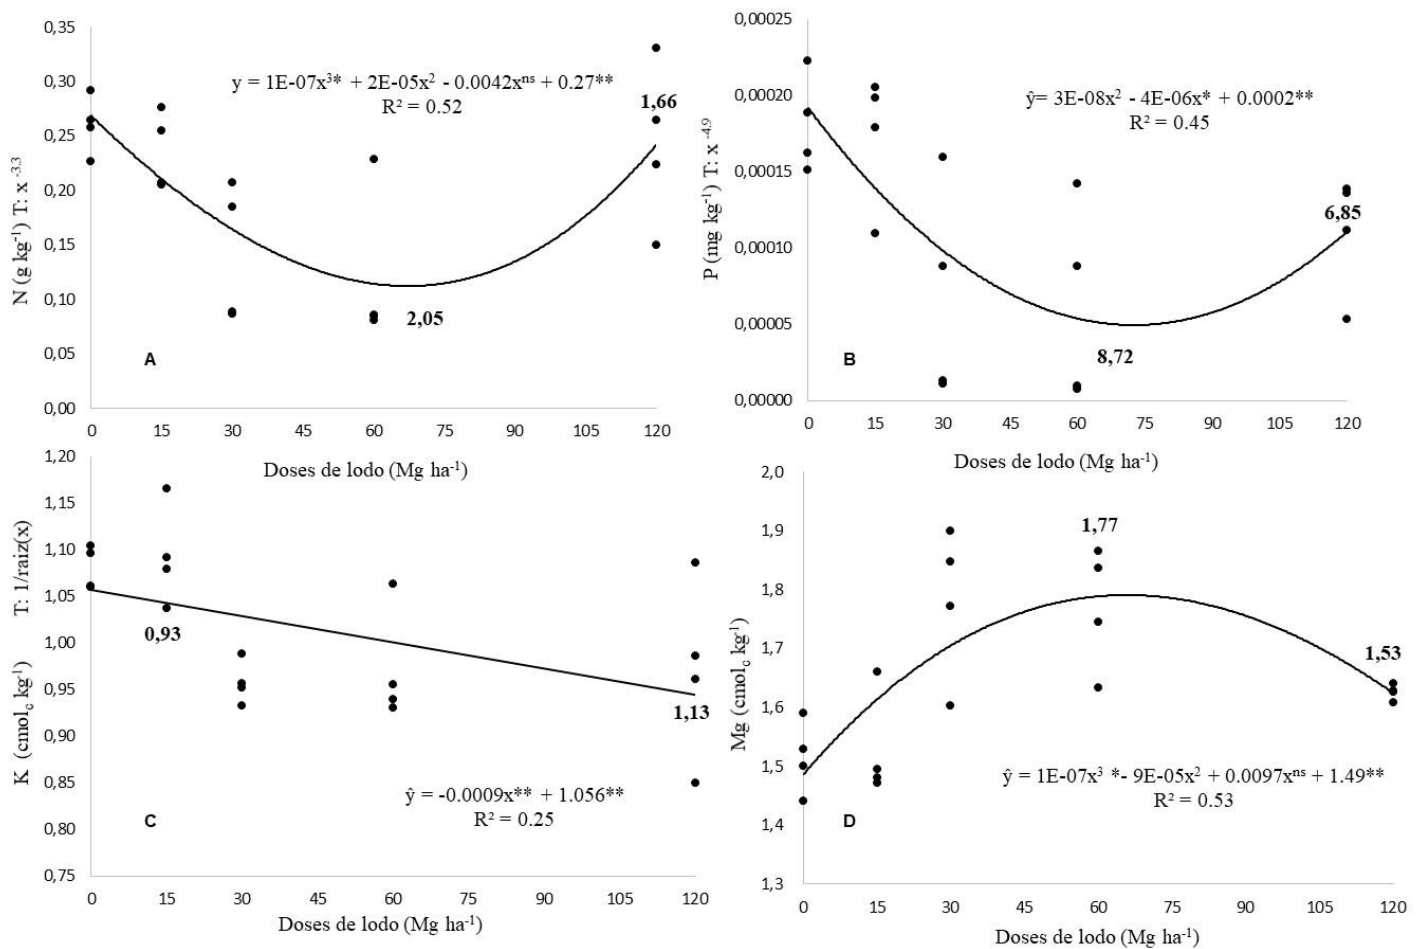 0,35
0,30
0,25
0,20
0,15
0,10
0,05
0,00
N (g kg⁻¹) T: x ⁻³·³
y = 1E-07x³* + 2E-05x² - 0.0042xⁿˢ + 0.27**
R² = 0.52
1,66
2,05
A
0 15 30 45 60 75 90 105 120
Doses de lodo (Mg ha⁻¹)
0,00025
0,00020
0,00015
0,00010
0,00005
0,00000
P (mg kg⁻¹) T: x ⁻⁴·⁹
ŷ= 3E-08x² - 4E-06x* + 0.0002**
R² = 0.45
6,85
8,72
B
0 15 30 45 60 75 90 105 120
Doses de lodo (Mg ha⁻¹)
1,20
1,15
1,10
1,05
1,00
0,95
0,90
0,85
0,80
0,75
K (cmol꜀ kg⁻¹) T: 1/raiz(x)
0,93
1,13
ŷ = -0.0009x** + 1.056**
R² = 0.25
C
0 15 30 45 60 75 90 105 120
Doses de lodo (Mg ha⁻¹)
2,0
1,9
1,8
1,7
1,6
1,5
1,4
1,3
Mg (cmol꜀ kg⁻¹)
1,77
1,53
ŷ = 1E-07x³ *- 9E-05x² + 0.0097xⁿˢ + 1.49**
R² = 0.53
D
0 15 30 45 60 75 90 105 120
Doses de lodo (Mg ha⁻¹)